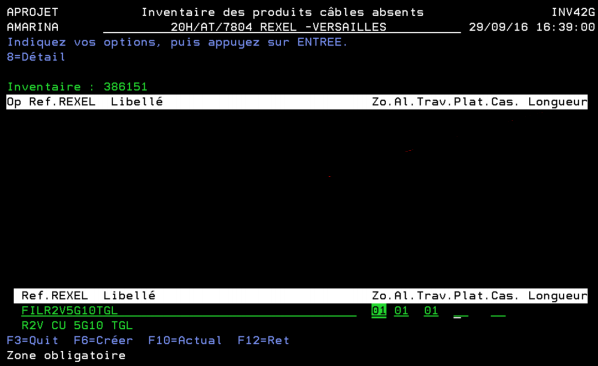 APROJET Inventaire des produits câbles absents INV42G
AMARINA 20H/AT/7804 REXEL -VERSAILLES 29/09/16 16:39:00
Indiquez vos options, puis appuyez sur ENTREE.
8=Détail
Inventaire : 386151
Op Ref.REXEL Libellé Zo.Al.Trav.Plat.Cas. Longueur
Ref.REXEL Libellé Zo.Al.Trav.Plat.Cas. Longueur
FILR2V5G10TGL 01 01 01
R2V CU 5G10 TGL
F3=Quit F6=Créer F10=Actual F12=Ret
Zone obligatoire